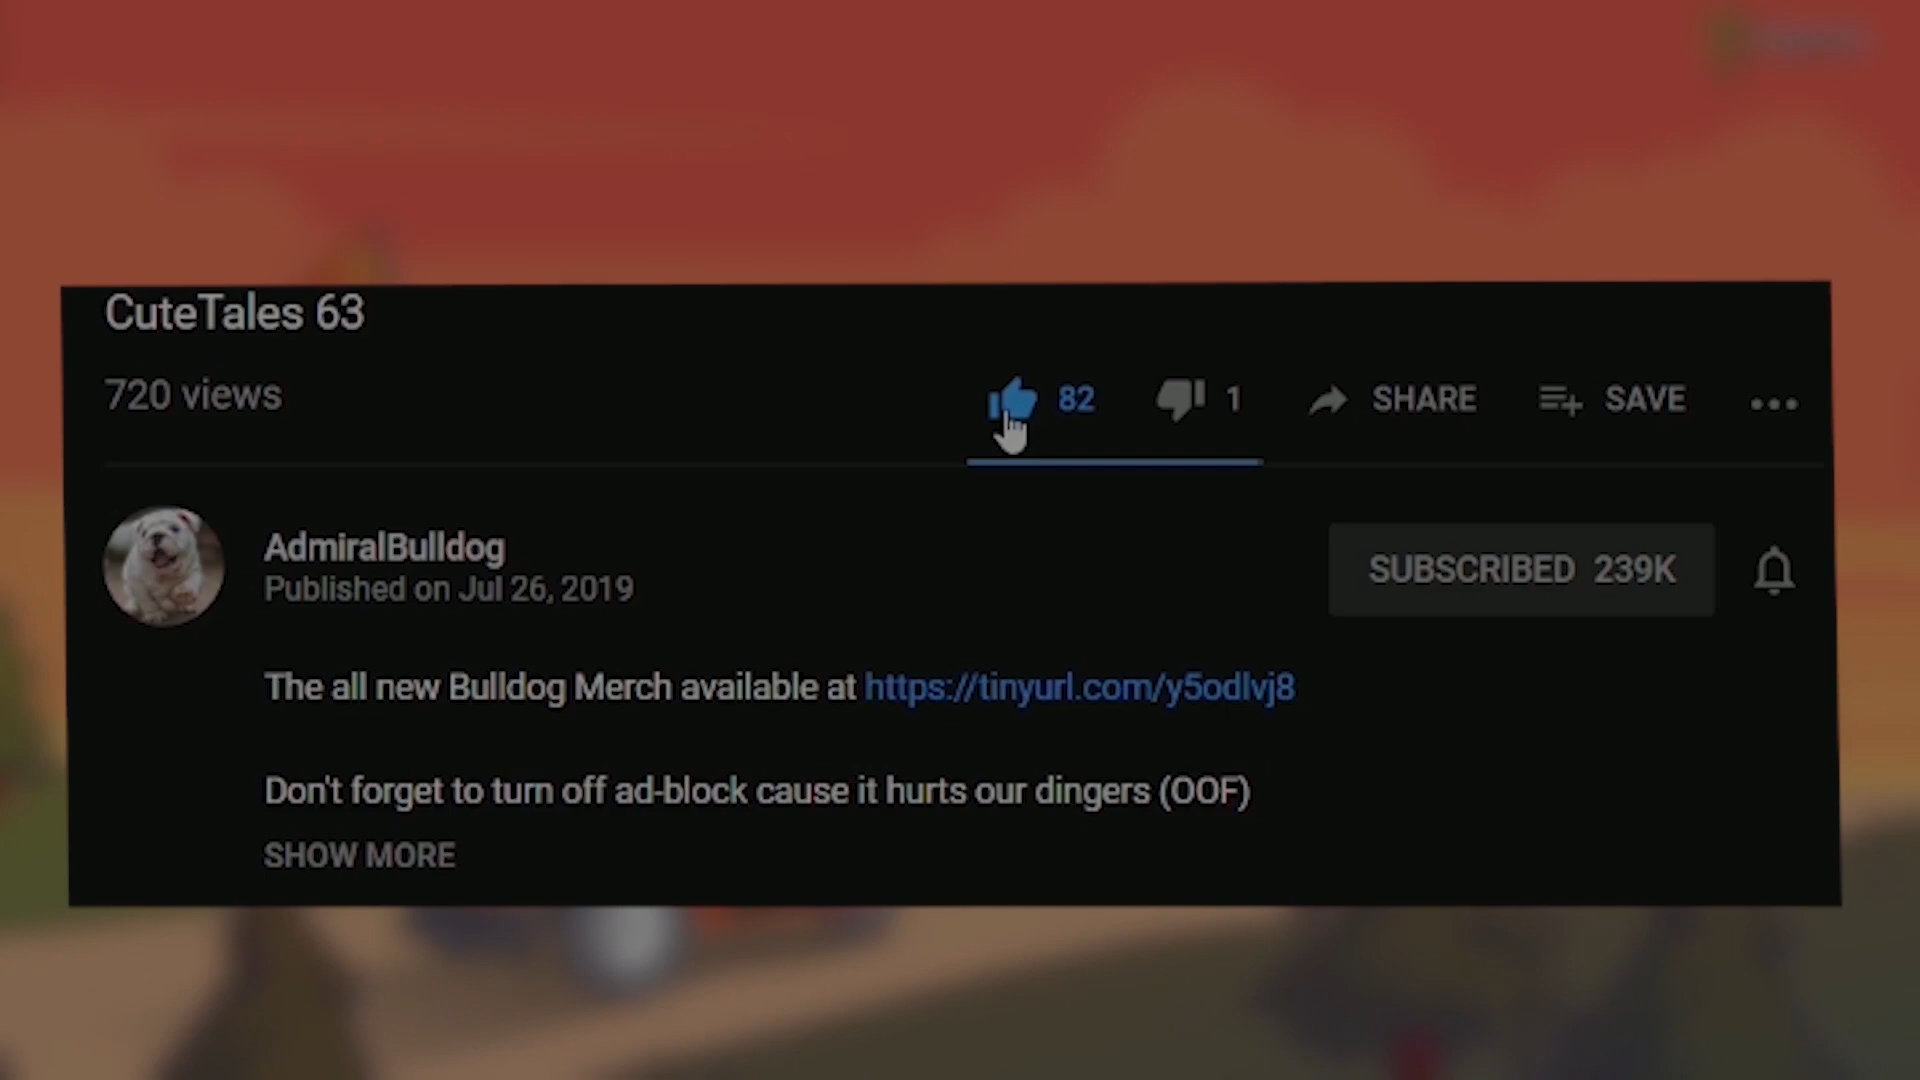 CuteTales 63
720 views
82 1 SHARE SAVE
AdmiralBulldog
Published on Jul 26, 2019
SUBSCRIBED 239K
The all new Bulldog Merch available at https://tinyurl.com/y5odlvj8
Don't forget to turn off ad-block cause it hurts our dingers (OOF)
SHOW MORE